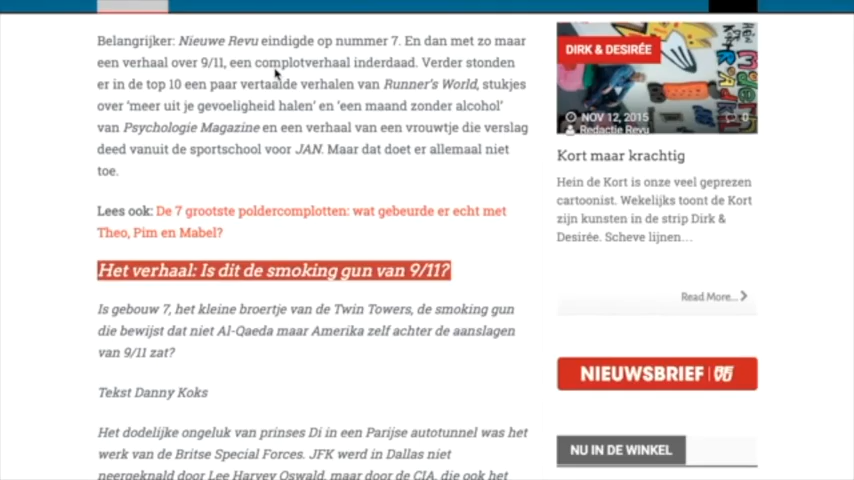 Belangrijker: Nieuwe Revu eindigde op nummer 7. En dan met zo maar
een verhaal over 9/11, een complotverhaal inderdaad. Verder stonden
er in de top 10 een paar vertaalde verhalen van Runner's World, stukjes
over 'meer uit je gevoeligheid halen' en 'een maand zonder alcohol'
van Psychologie Magazine en een verhaal van een vrouwtje die verslag
deed vanuit de sportschool voor JAN. Maar dat doet er allemaal niet
toe.
Lees ook: De 7 grootste poldercomplotten: wat gebeurde er echt met
Theo, Pim en Mabel?
Het verhaal: Is dit de smoking gun van 9/11?
Is gebouw 7, het kleine broertje van de Twin Towers, de smoking gun
die bewijst dat niet Al-Qaeda maar Amerika zelf achter de aanslagen
van 9/11 zat?
Tekst Danny Koks
Het dodelijke ongeluk van prinses Di in een Parijse autotunnel was het
werk van de Britse Special Forces. JFK werd in Dallas niet
neergeknald door Lee Harvey Oswald, maar door de CIA, die ook het
DIRK & DESIRÉE
NOV 12, 2015
0
Redactie Revu
Kort maar krachtig
Hein de Kort is onze veel geprezen
cartoonist. Wekelijks toont de Kort
zijn kunsten in de strip Dirk &
Desirée. Scheve lijnen...
Read More...
NIEUWSBRIEF
NU IN DE WINKEL